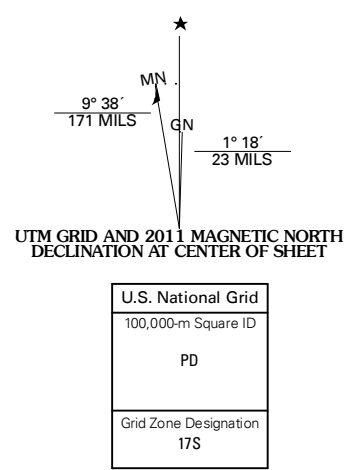 ★
MN
GN
9° 38´
171 MILS
1° 18´
23 MILS
UTM GRID AND 2011 MAGNETIC NORTH
DECLINATION AT CENTER OF SHEET
U.S. National Grid
100,000-m Square ID
PD
Grid Zone Designation
17S